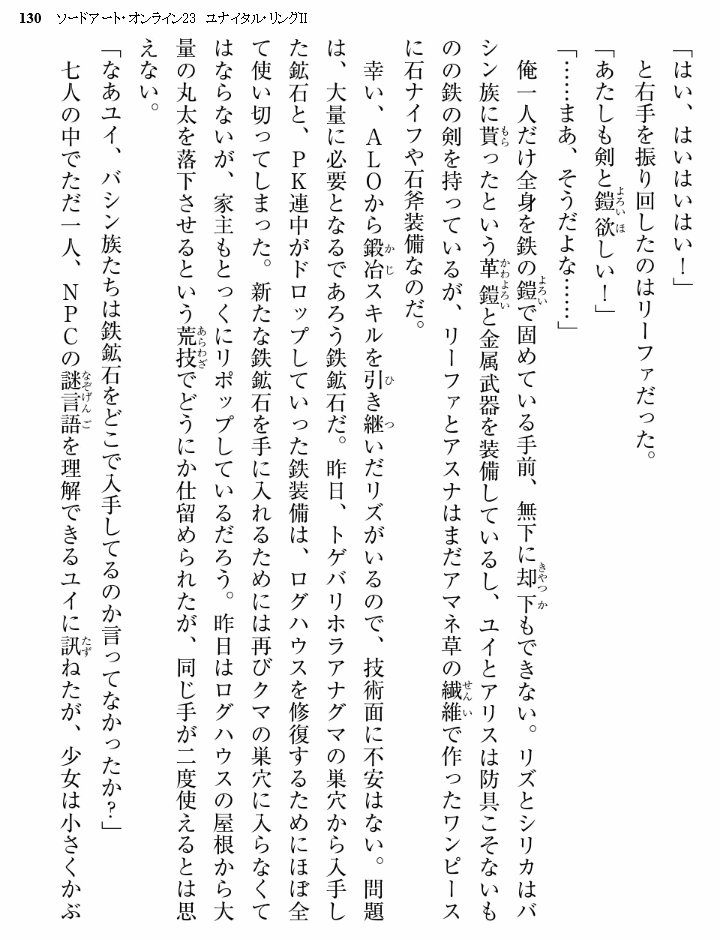 130 ソードアート・オンライン23 ユナイタル・リングII
「はい、はいはいはい！」
と右手を振り回したのはリーファだった。
「あたしも剣と鎧欲しい！」
「……まあ、そうだよな……」
俺一人だけ全身を鉄の鎧で固めている手前、無下に却下もできない。リズとシリカはバ
シン族に貰ったという革鎧と金属武器を装備しているし、ユイとアリスは防具こそないも
のの鉄の剣を持っているが、リーファとアスナはまだアマネ草の繊維で作ったワンピース
に石ナイフや石斧装備なのだ。
幸い、ALOから鍛冶スキルを引き継いだリズがいるので、技術面に不安はない。問題
は、大量に必要となるであろう鉄鉱石だ。昨日、トゲバリホラアナグマの巣穴から入手し
た鉱石と、PK連中がドロップしていった鉄装備は、ログハウスを修復するためにほぼ全
て使い切ってしまった。新たな鉄鉱石を手に入れるためには再びクマの巣穴に入らなくて
はならないが、家主もとっくにリポップしているだろう。昨日はログハウスの屋根から大
量の丸太を落下させるという荒技でどうにか仕留められたが、同じ手が二度使えるとは思
えない。
「なあユイ、バシン族たちは鉄鉱石をどこで入手してるのか言ってなかったか？」
七人の中でただ一人、NPCの謎言語を理解できるユイに訊ねたが、少女は小さくかぶ